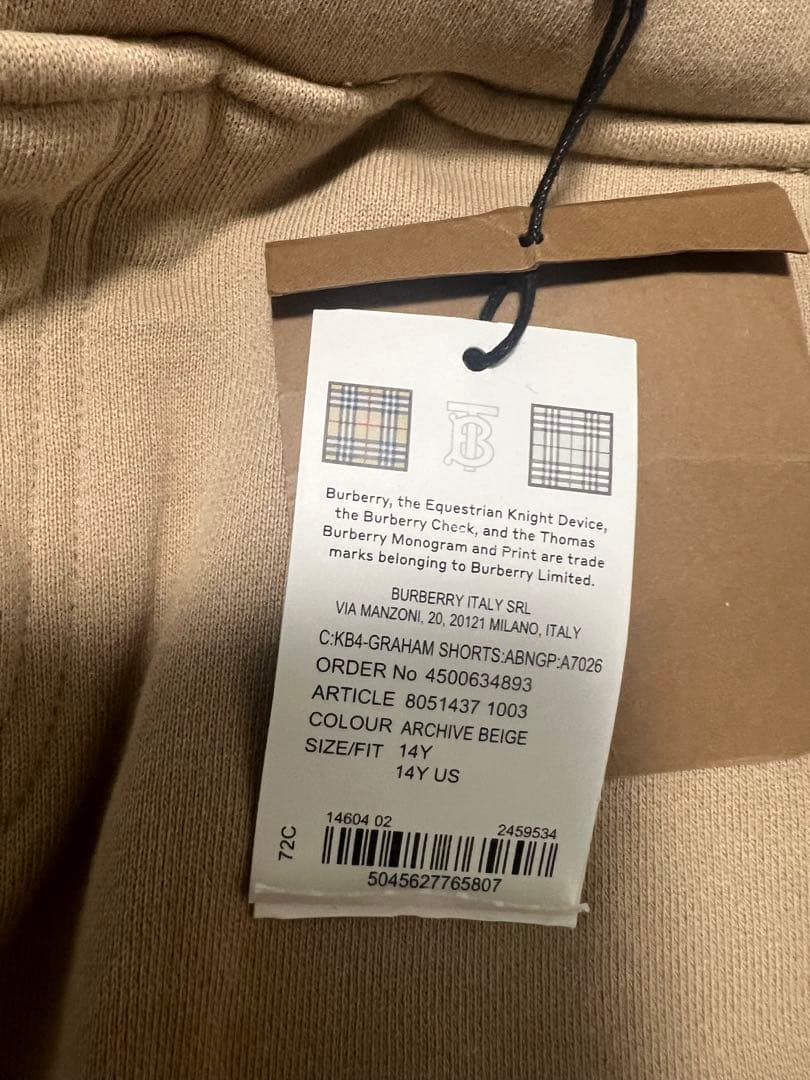 Burberry, the Equestrian Knight Device,
the Burberry Check, and the Thomas
Burberry Monogram and Print are trade
marks belonging to Burberry Limited.
BURBERRY ITALY SRL
VIA MANZONI, 20, 20121 MILANO, ITALY
C:KB4-GRAHAM SHORTS:ABNGP:A7026
ORDER No 4500634893
ARTICLE 8051437 1003
COLOUR ARCHIVE BEIGE
SIZE/FIT 14Y
14Y US
72C
14604 02 2459534
5045627765807